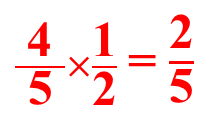 4/5 × 1/2 = 2/5